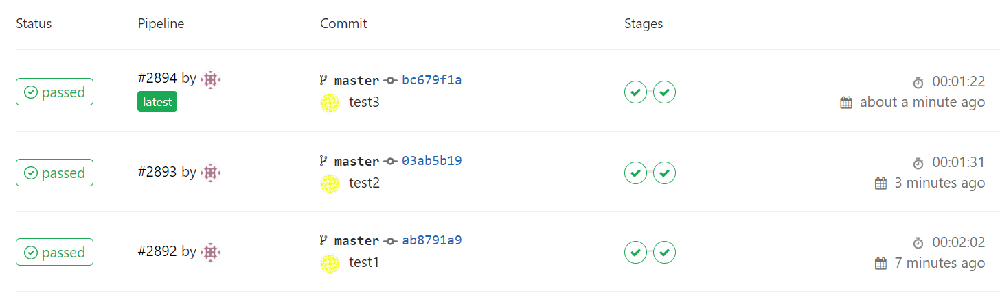 Status Pipeline Commit Stages
passed #2894 by master bc679f1a 00:01:22
latest test3 about a minute ago
passed #2893 by master 03ab5b19 00:01:31
test2 3 minutes ago
passed #2892 by master ab8791a9 00:02:02
test1 7 minutes ago